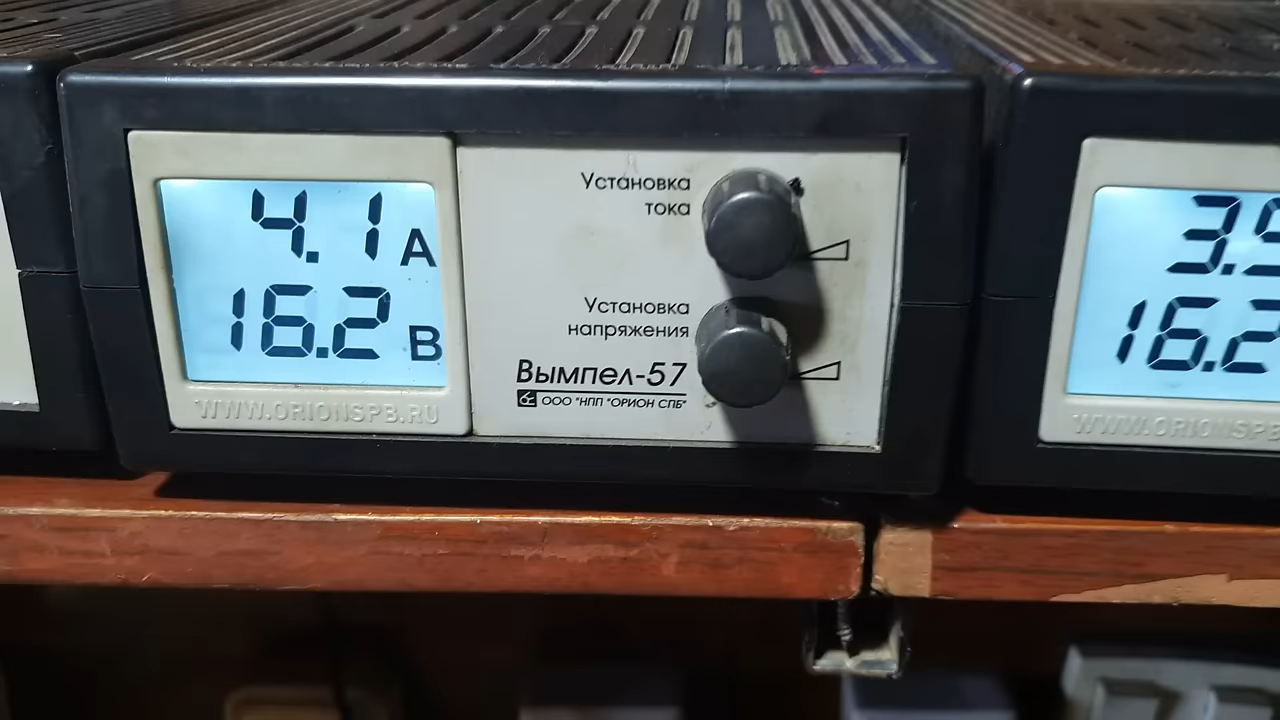 4.1 A
16.2 В
WWW.ORIONSPB.RU
Установка
тока
Установка
напряжения
Вымпел-57
ООО "НПП "ОРИОН СПБ"
16.2
WWW.ORIONSPB